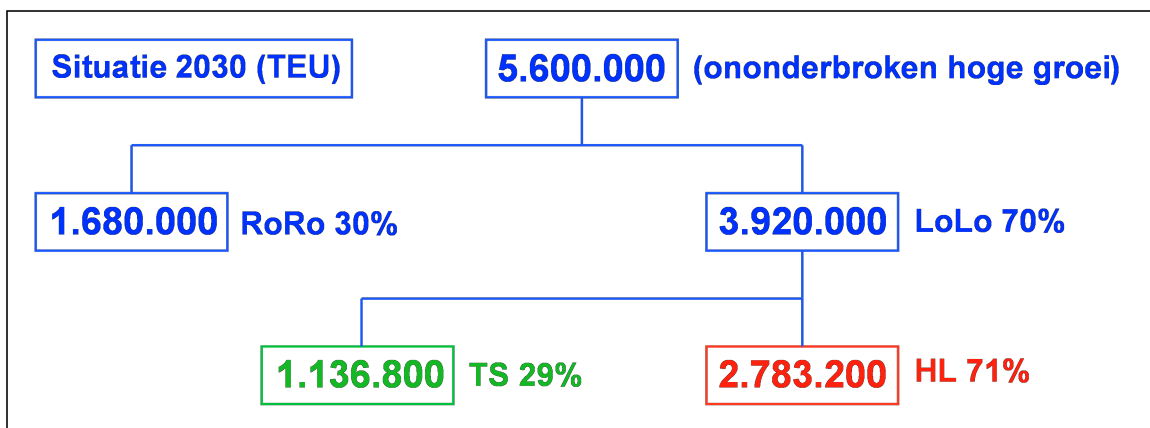 Situatie 2030 (TEU)
5.600.000 (ononderbroken hoge groei)
1.680.000 RoRo 30%
3.920.000 LoLo 70%
1.136.800 TS 29%
2.783.200 HL 71%